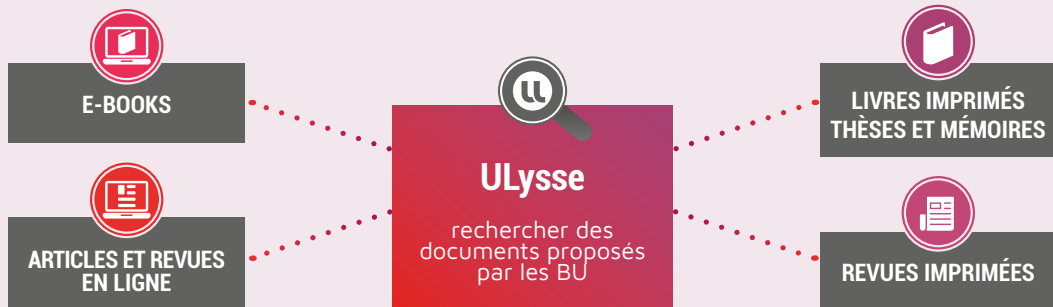 E-BOOKS
ARTICLES ET REVUES
EN LIGNE
ULysse
rechercher des
documents proposés
par les BU
LIVRES IMPRIMÉS
THÈSES ET MÉMOIRES
REVUES IMPRIMÉES